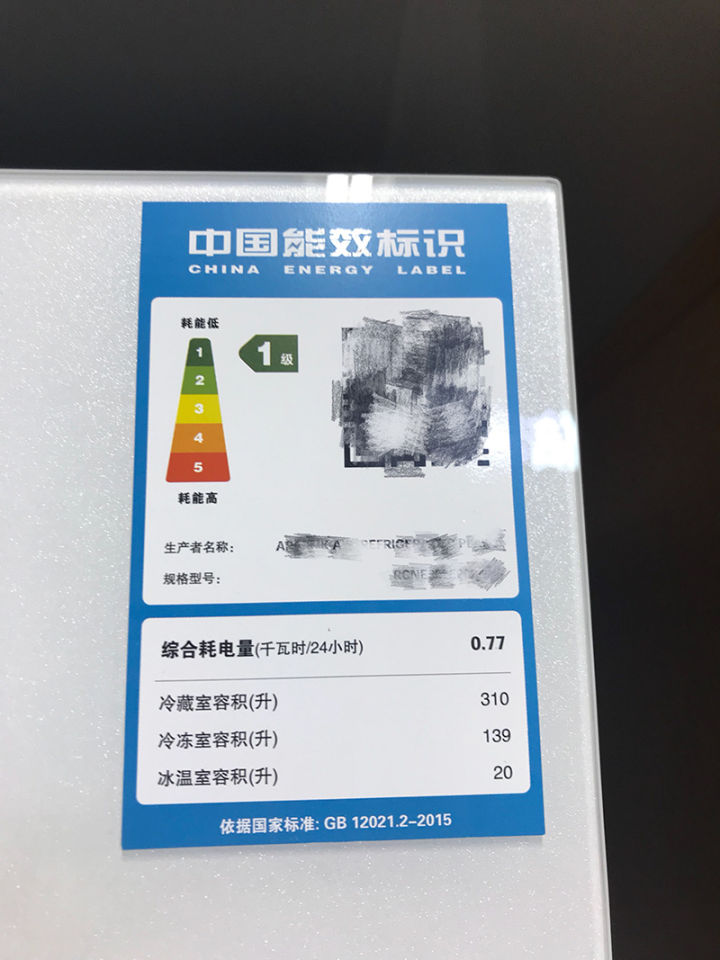 中国能效标识
CHINA ENERGY LABEL
耗能低
1
1级
2
3
4
5
耗能高
生产者名称:
规格型号:
综合耗电量(千瓦时/24小时) 0.77
冷藏室容积(升) 310
冷冻室容积(升) 139
冰温室容积(升) 20
依据国家标准: GB 12021.2-2015